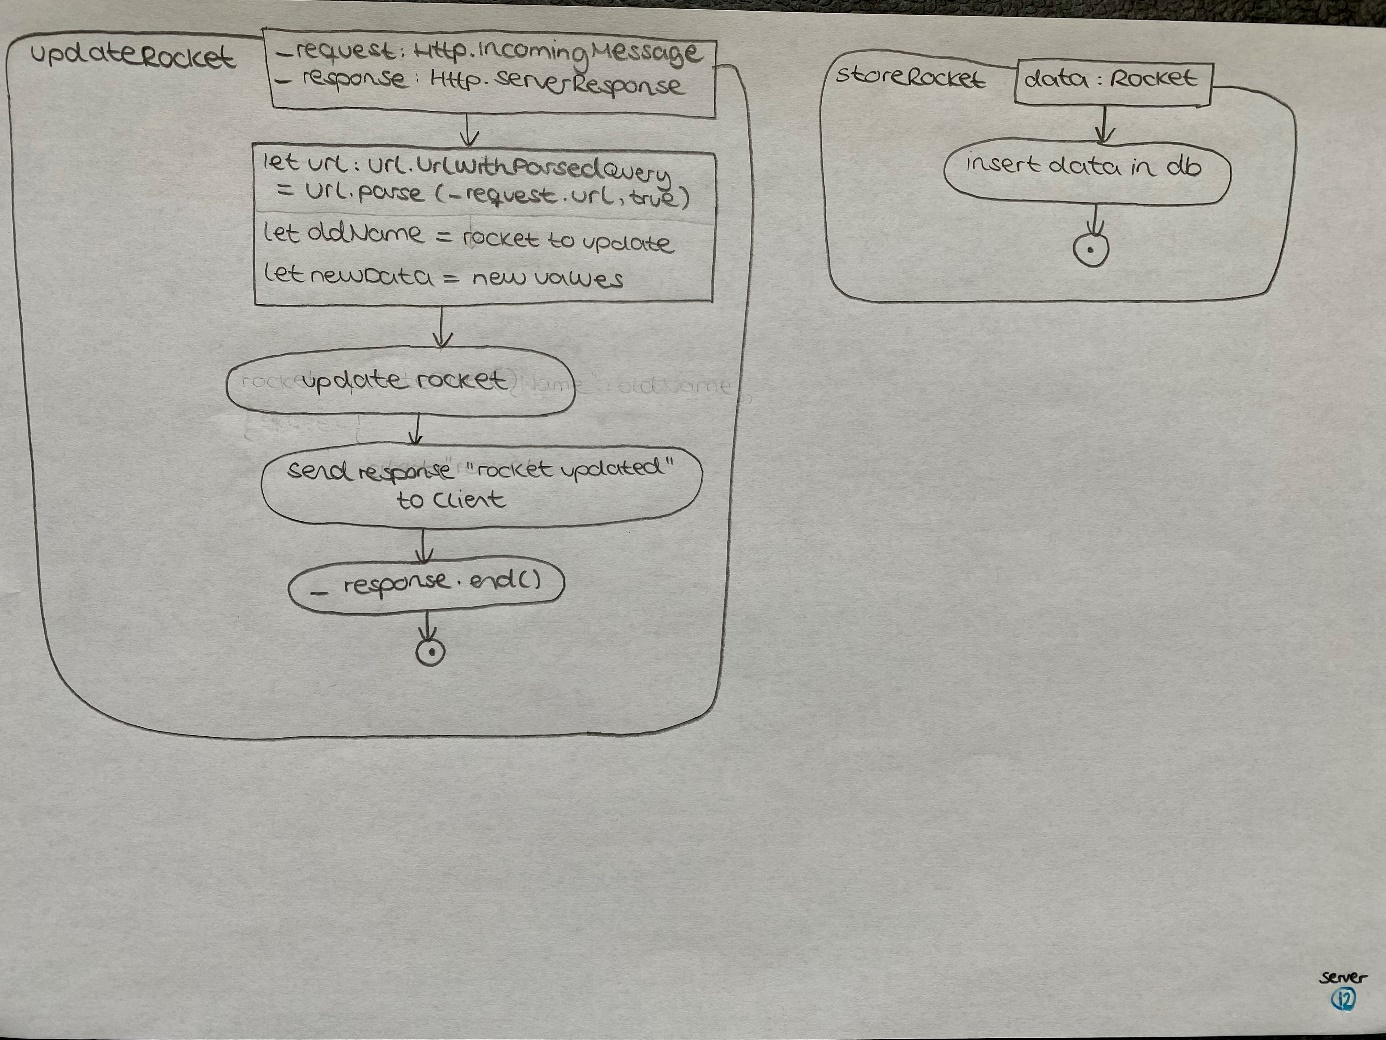 updateRocket
_request: Http.IncomingMessage
_ response: Http.ServerResponse
let url: url.UrlWithParsedQuery
= url.parse (_request.url, true)
let oldName = rocket to update
let newData = new values
update rocket
send response "rocket updated"
to client
_ response.end()
storeRocket
data: Rocket
insert data in db
server
12